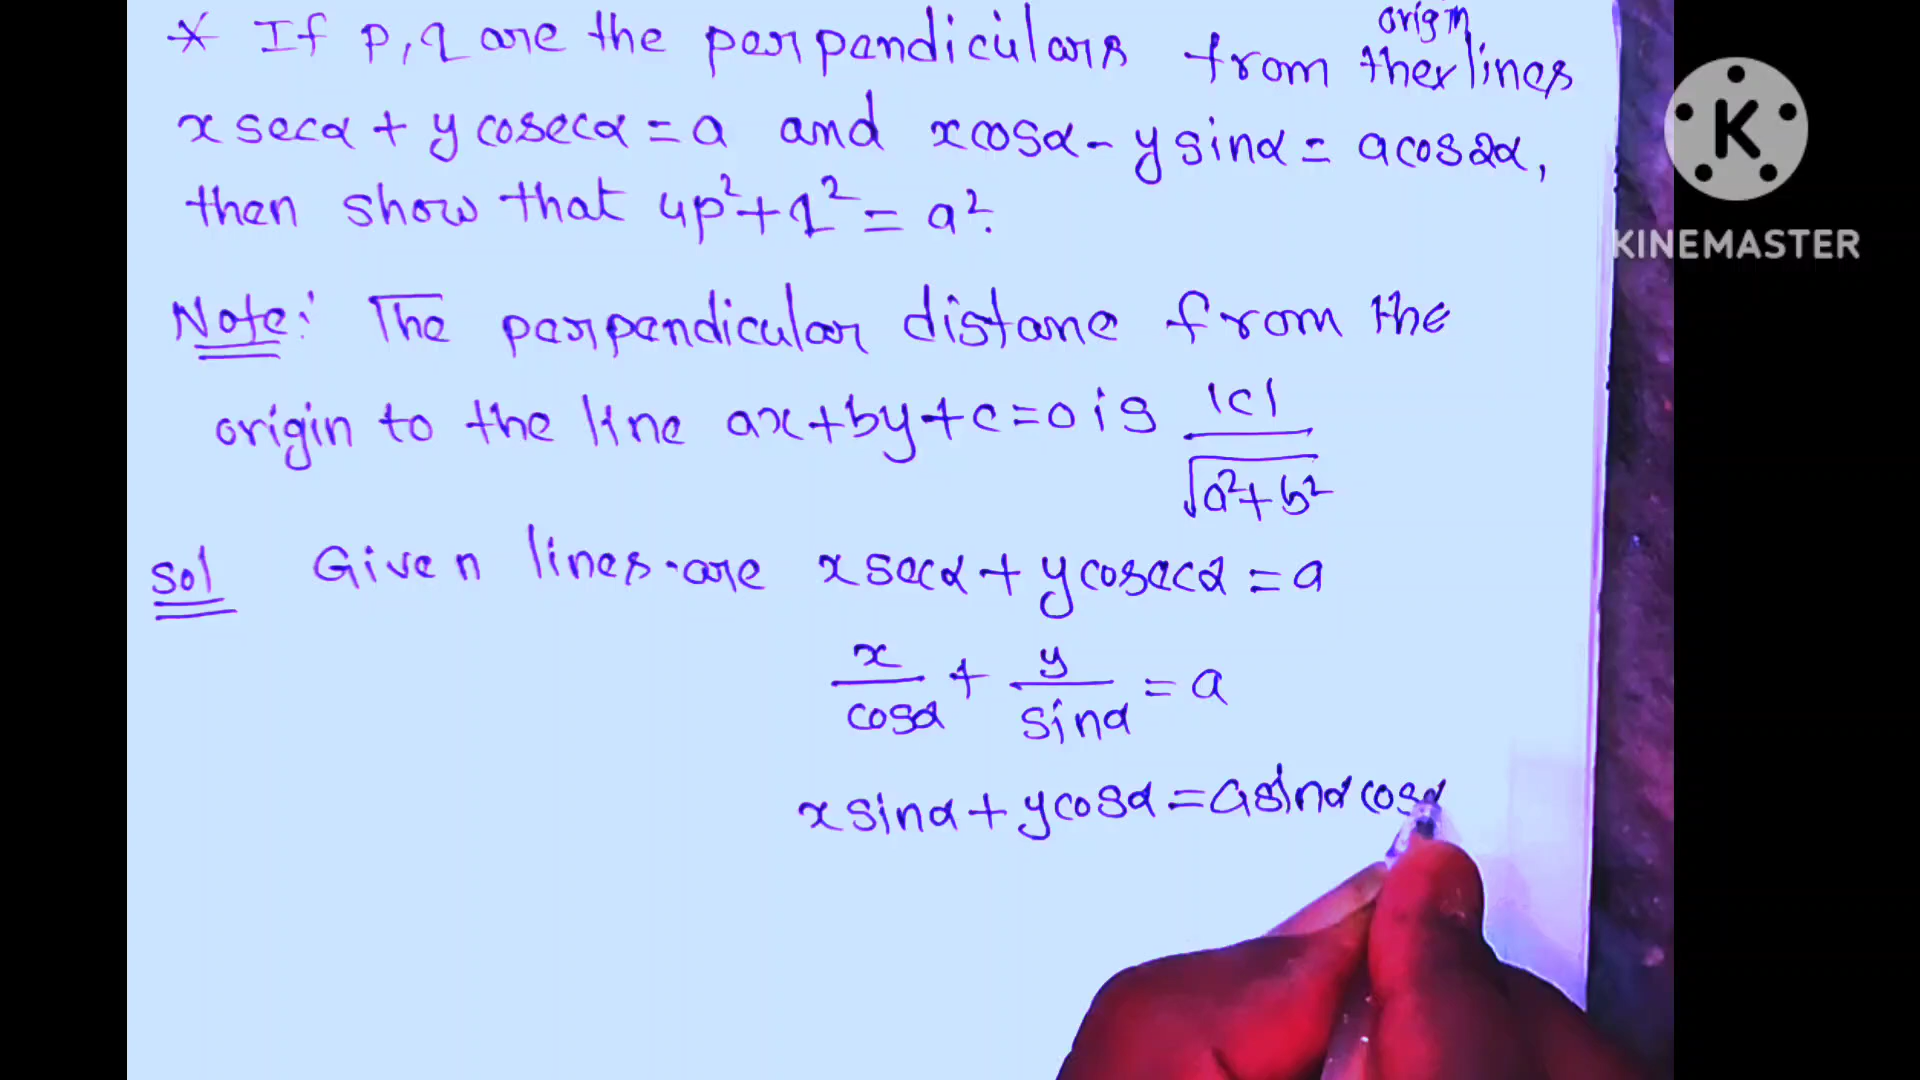 * If p, q are the perpendiculars from the origin lines
x secα + y cosecα = a and x cosα - y sinα = a cos2α,
then show that 4p² + q² = a².
Note: The perpendicular distane from the
origin to the line ax + by + c = 0 is |c| / √a² + b²
Sol Given lines are x secα + y cosecα = a
x/cosα + y/sinα = a
x sinα + y cosα = a sinα cosα
K
KINEMASTER